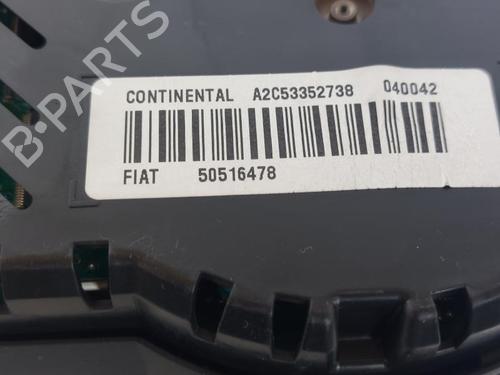 B-PARTS
CONTINENTAL A2C53352738 040042
FIAT 50516478